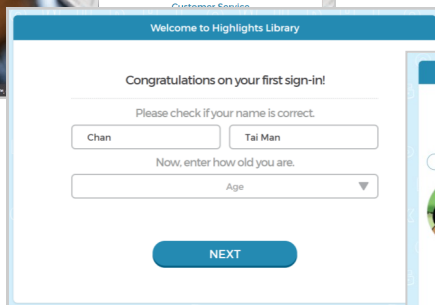 Customer Service
Welcome to Highlights Library
Congratulations on your first sign-in!
Please check if your name is correct.
Chan Tai Man
Now, enter how old you are.
Age
NEXT